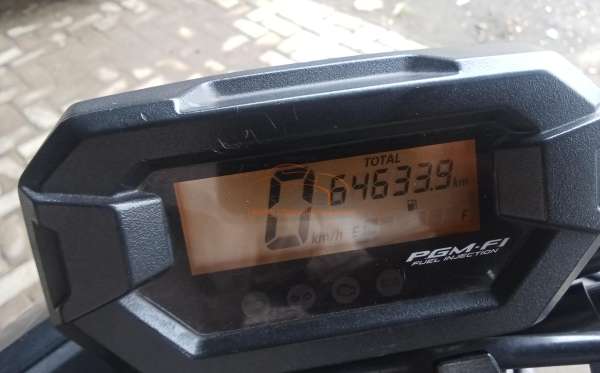 TOTAL
0 64633.9 km
km/h E F
PGM-FI
FUEL INJECTION